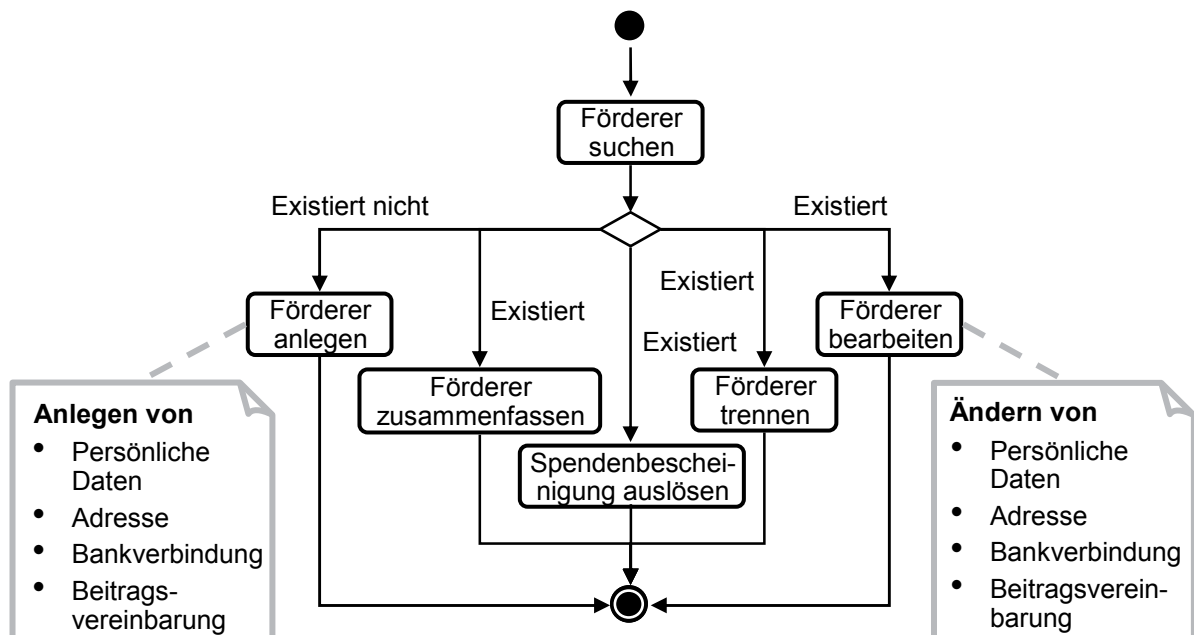 Förderer
suchen
Existiert nicht
Existiert
Existiert
Förderer
anlegen
Existiert
Existiert
Förderer
bearbeiten
Förderer
zusammenfassen
Förderer
trennen
Spendenbeschei-
nigung auslösen
Anlegen von
• Persönliche
Daten
• Adresse
• Bankverbindung
• Beitrags-
vereinbarung
Ändern von
• Persönliche
Daten
• Adresse
• Bankverbindung
• Beitragsverein-
barung